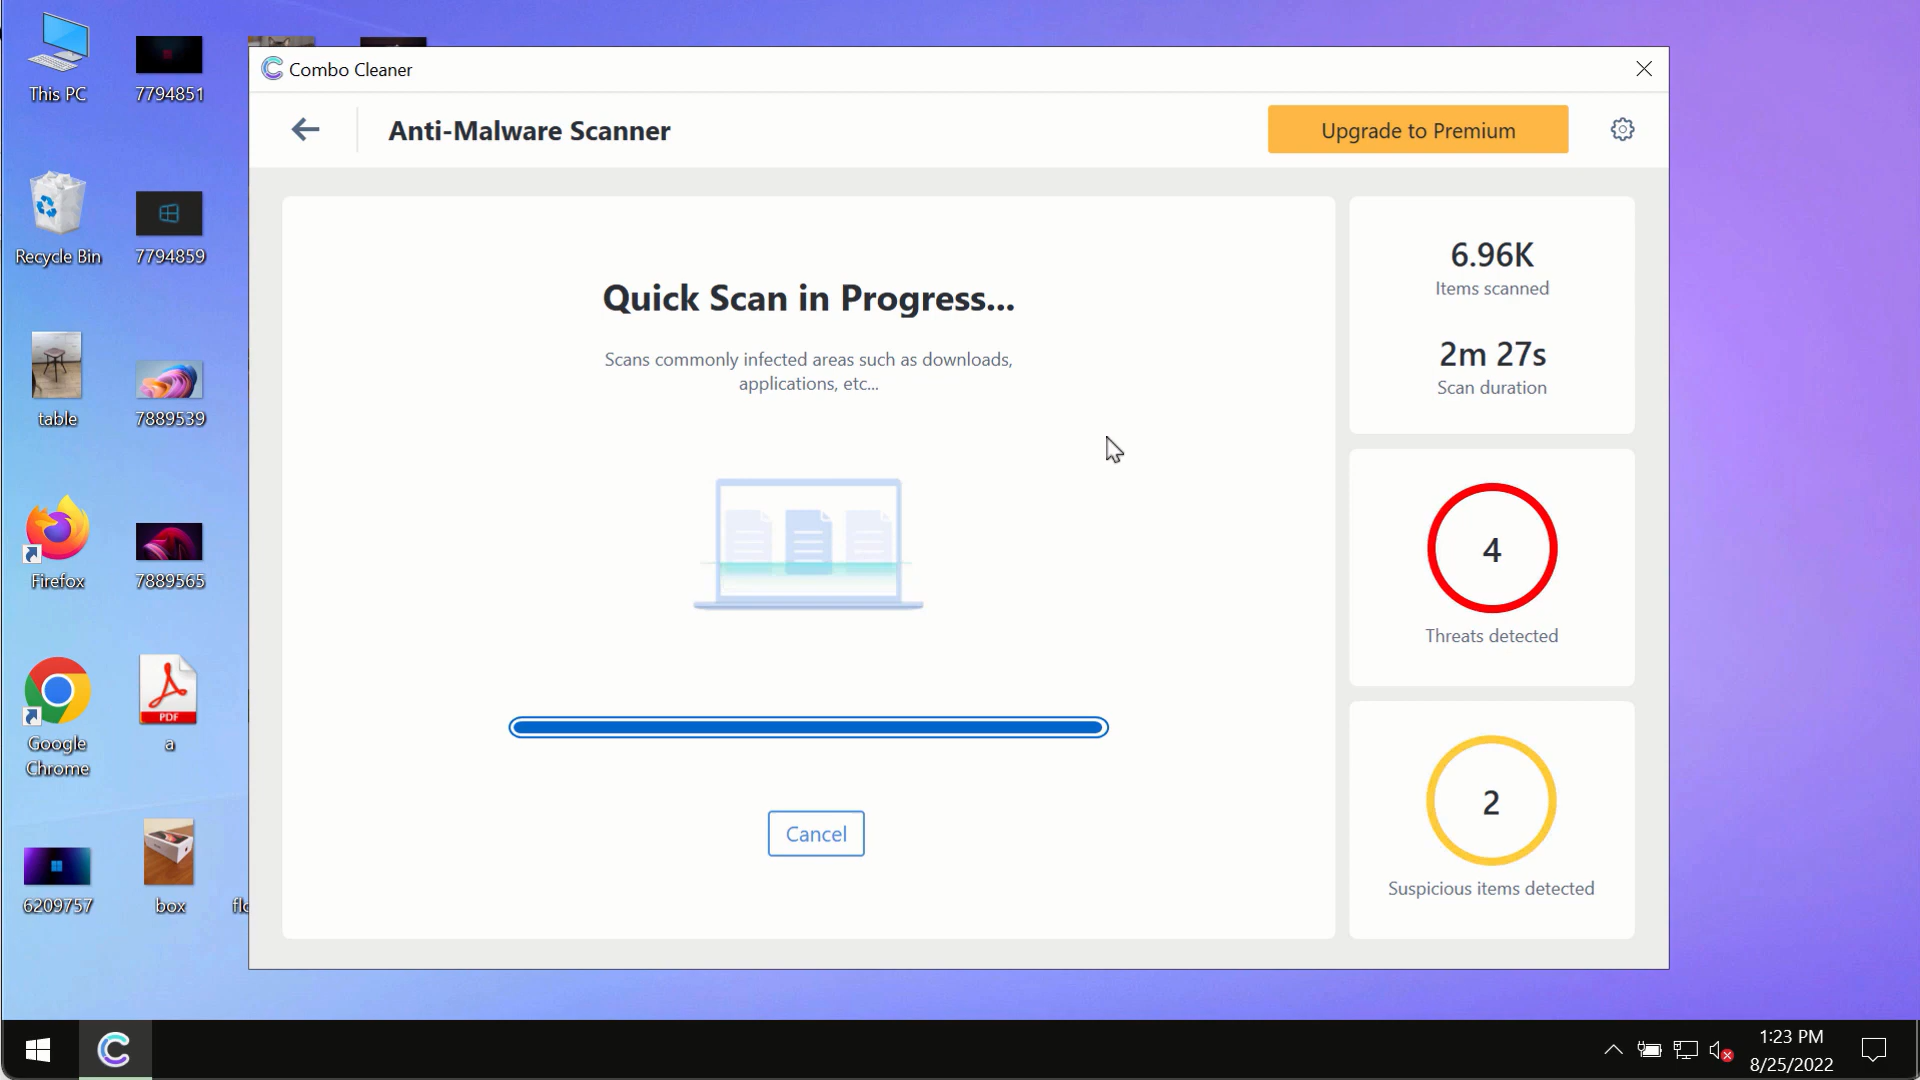 This PC
7794851
Recycle Bin
7794859
table
7889539
Firefox
7889565
Google
Chrome
PDF
a
6209757
box
Combo Cleaner
Anti-Malware Scanner
Upgrade to Premium
Quick Scan in Progress...
Scans commonly infected areas such as downloads,
applications, etc...
Cancel
6.96K
Items scanned
2m 27s
Scan duration
4
Threats detected
2
Suspicious items detected
1:23 PM
8/25/2022